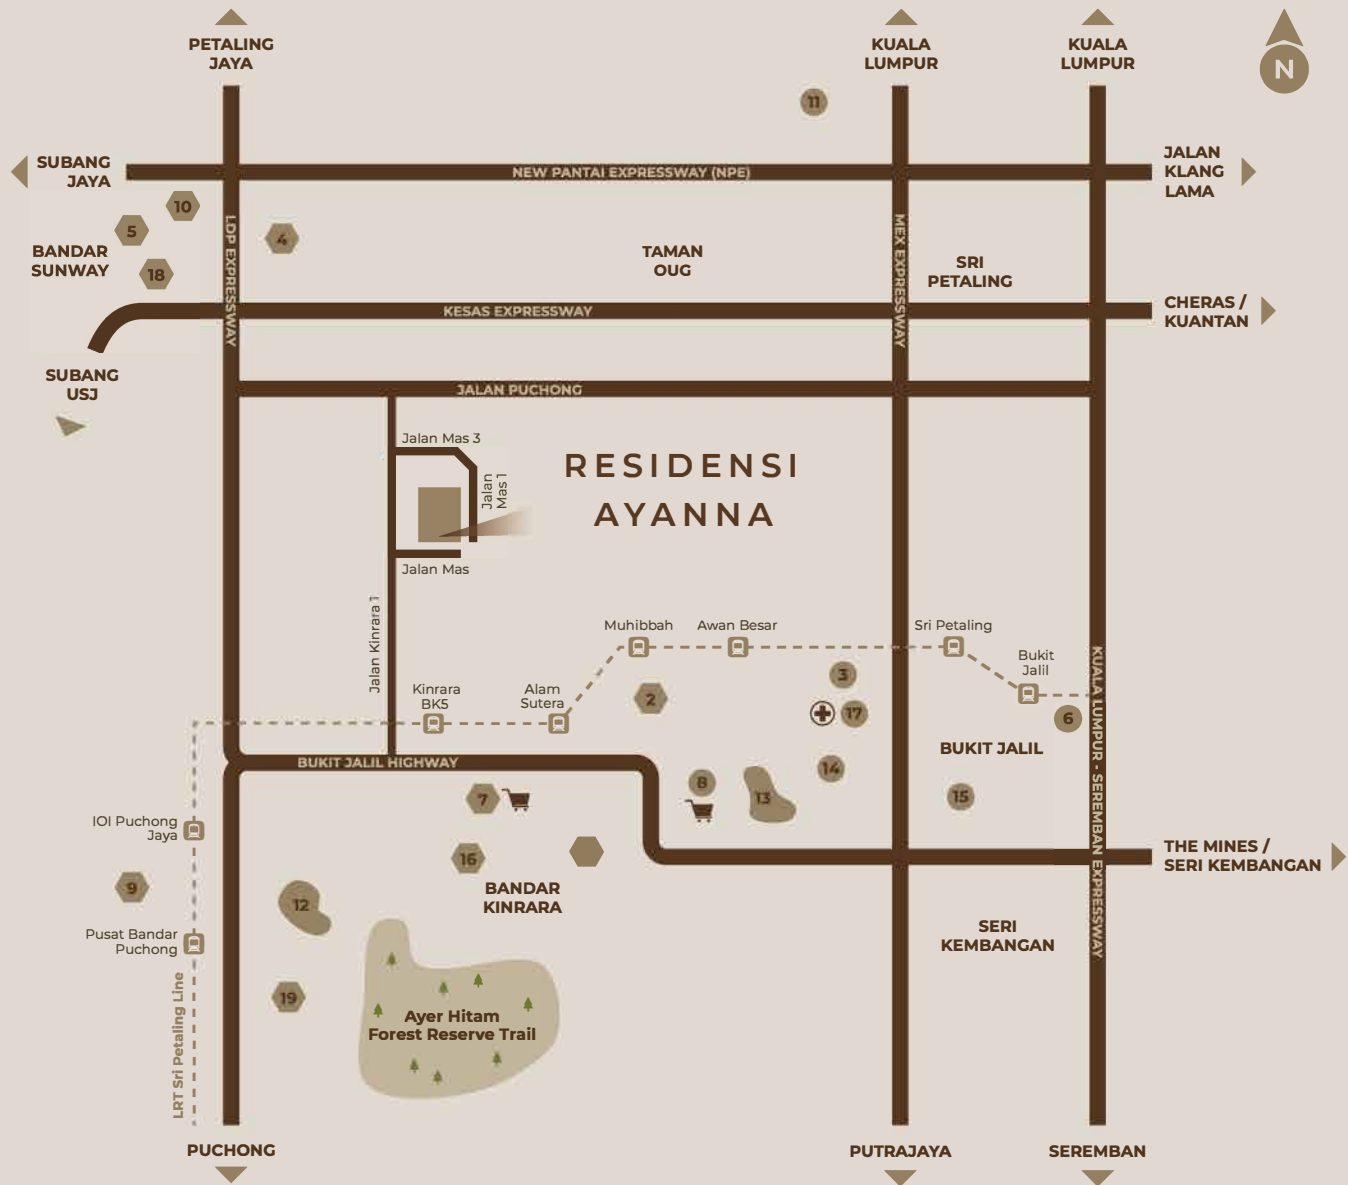 PETALING
JAYA
KUALA
LUMPUR
KUALA
LUMPUR
N
11
SUBANG
JAYA
NEW PANTAI EXPRESSWAY (NPE)
JALAN
KLANG
LAMA
10
5
4
BANDAR
SUNWAY
18
LDP EXPRESSWAY
TAMAN
OUG
MEX EXPRESSWAY
SRI
PETALING
KESAS EXPRESSWAY
CHERAS /
KUANTAN
SUBANG
USJ
JALAN PUCHONG
Jalan Mas 3
Jalan
Mas 1
RESIDENSI
AYANNA
Jalan Mas
Jalan Kinrara 1
Muhibbah
Awan Besar
Sri Petaling
Bukit
Jalil
Kinrara
BK5
Alam
Sutera
2
3
17
6
KUALA LUMPUR - SEREMBAN EXPRESSWAY
BUKIT JALIL
BUKIT JALIL HIGHWAY
14
8
13
15
7
IOI Puchong
Jaya
16
THE MINES /
SERI KEMBANGAN
9
12
BANDAR
KINRARA
Pusat Bandar
Puchong
SERI
KEMBANGAN
19
LRT Sri Petaling Line
Ayer Hitam
Forest Reserve Trail
PUCHONG
PUTRAJAYA
SEREMBAN